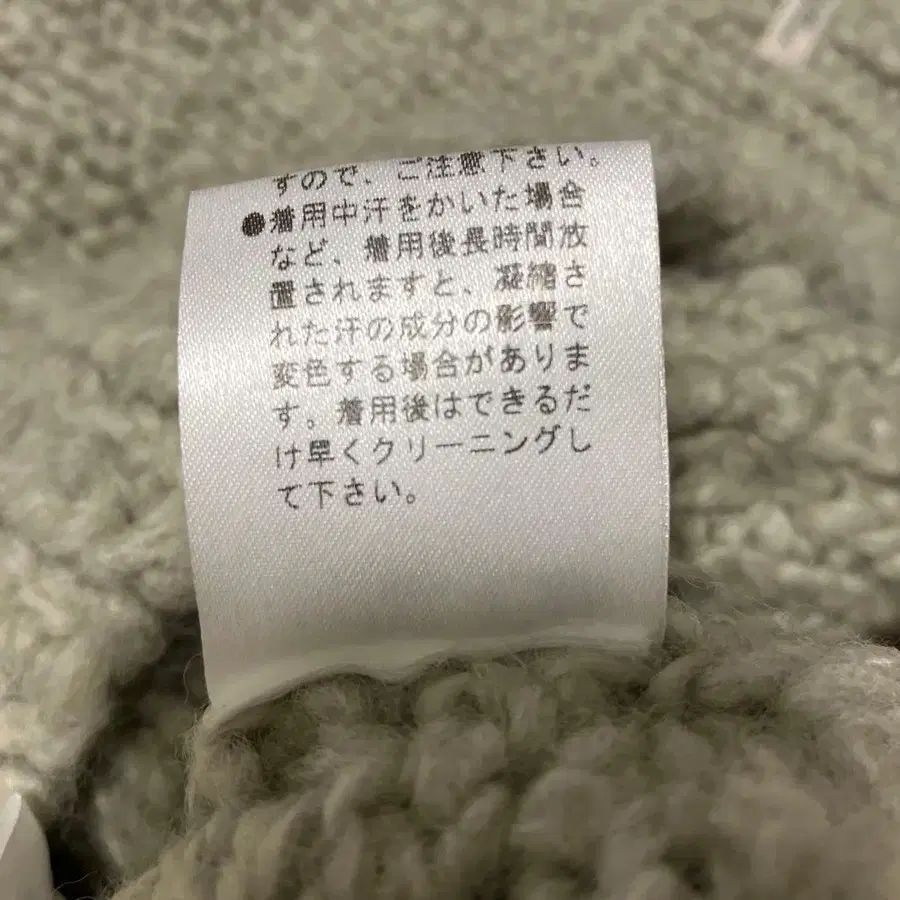 すので、ご注意下さい。
●着用中汗をかいた場合
など、着用後長時間放
置されますと、凝縮さ
れた汗の成分の影響で
変色する場合がありま
す。着用後はできるだ
け早くクリーニングし
て下さい。